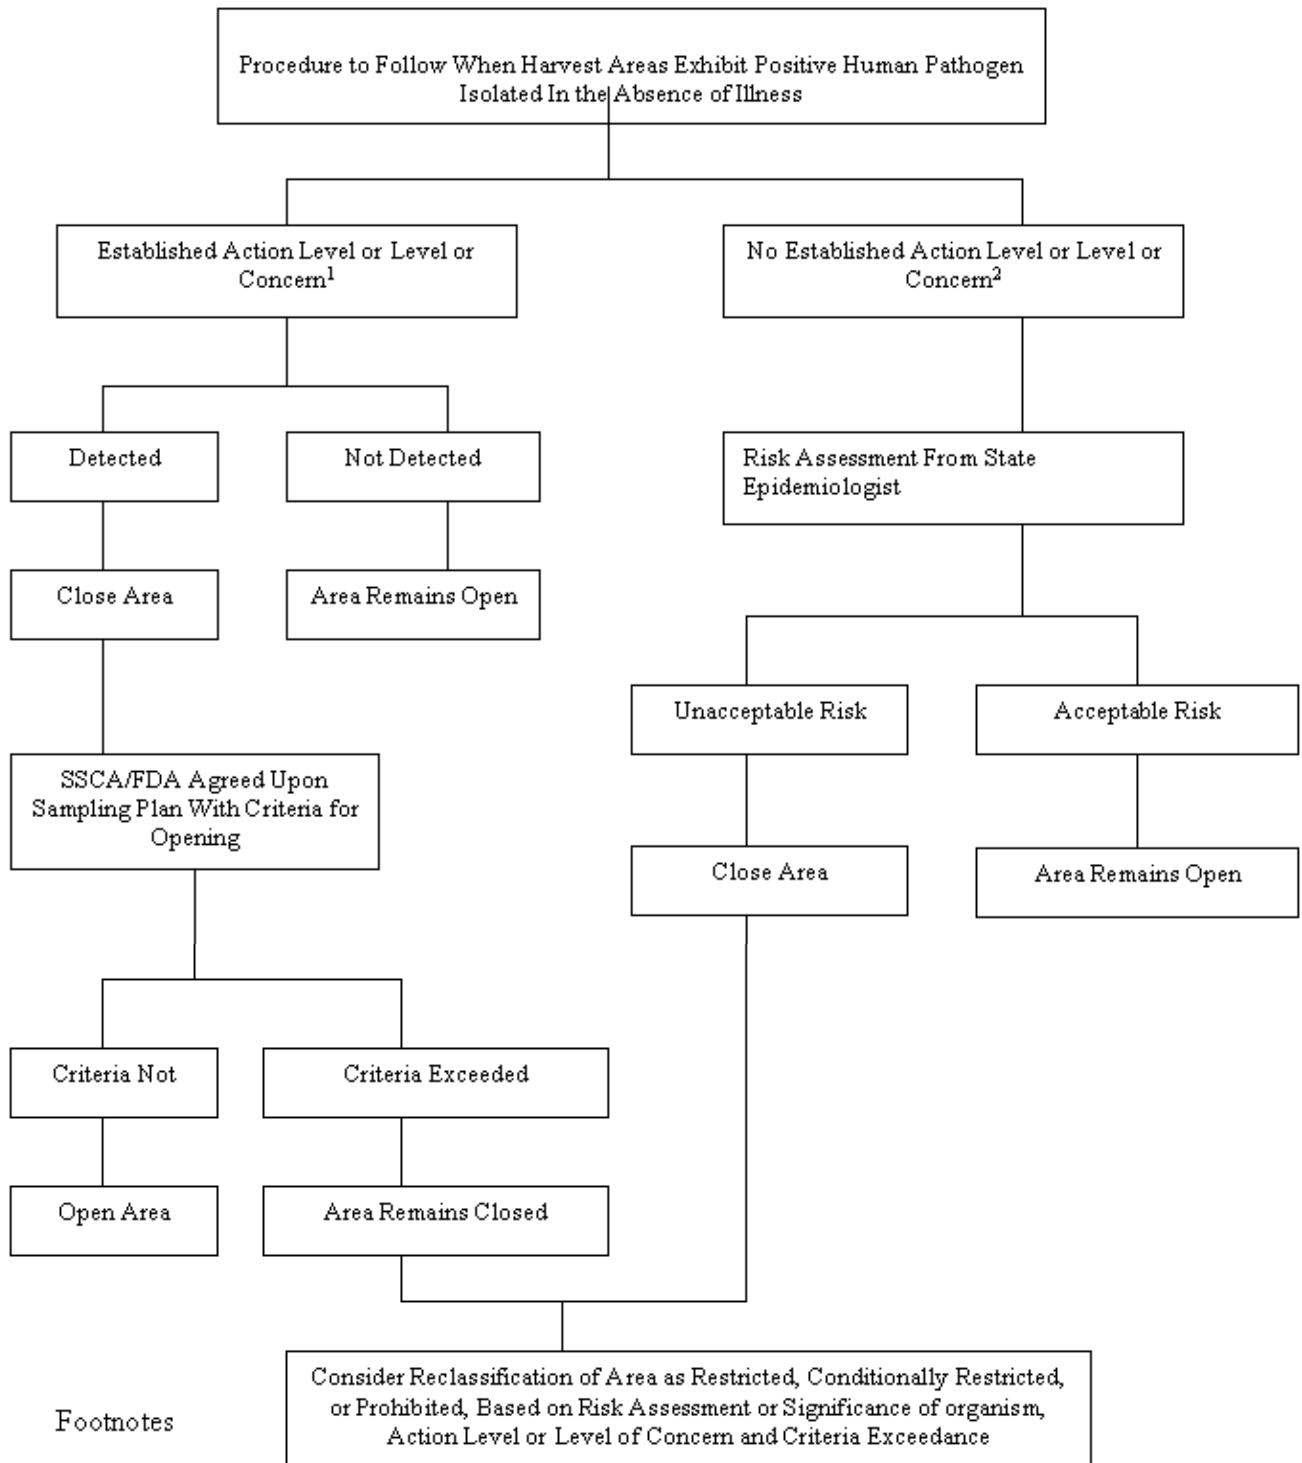 Procedure to Follow When Harvest Areas Exhibit Positive Human Pathogen
Isolated In the Absence of Illness
Established Action Level or Level or
Concern1
No Established Action Level or Level or
Concern2
Detected
Not Detected
Risk Assessment From State
Epidemiologist
Close Area
Area Remains Open
Unacceptable Risk
Acceptable Risk
SSCA/FDA Agreed Upon
Sampling Plan With Criteria for
Opening
Close Area
Area Remains Open
Criteria Not
Criteria Exceeded
Open Area
Area Remains Closed
Consider Reclassification of Area as Restricted, Conditionally Restricted,
or Prohibited, Based on Risk Assessment or Significance of organism,
Action Level or Level of Concern and Criteria Exceedance
Footnotes